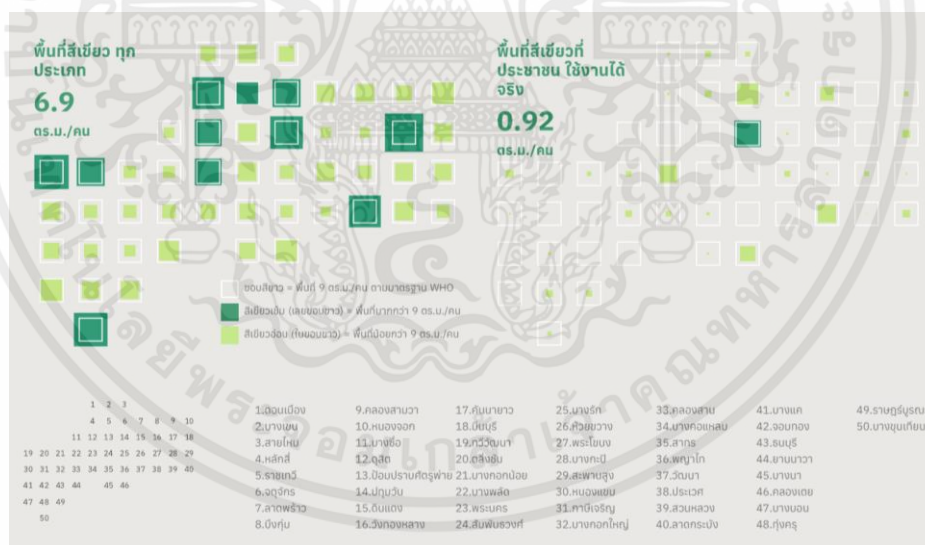 พื้นที่สีเขียว ทุก
ประเภท
6.9
ตร.ม./คน
พื้นที่สีเขียวที่
ประชาชน ใช้งานได้
จริง
0.92
ตร.ม./คน
ขอบสีขาว = พื้นที่ 9 ตร.ม./คน ตามมาตรฐาน WHO
สีเขียวเข้ม (เลยขอบขาว) = พื้นที่มากกว่า 9 ตร.ม./คน
สีเขียวอ่อน (ในขอบขาว) = พื้นที่น้อยกว่า 9 ตร.ม./คน
1 2 3
4 5 6 7 8 9 10
11 12 13 14 15 16 17 18
19 20 21 22 23 24 25 26 27 28 29
30 31 32 33 34 35 36 37 38 39 40
41 42 43 44 45 46
47 48 49
50
1.ดอนเมือง
2.บางเขน
3.สายไหม
4.หลักสี่
5.ราชเทวี
6.จตุจักร
7.ลาดพร้าว
8.บึงกุ่ม
9.คลองสามวา
10.หนองจอก
11.บางซื่อ
12.ดุสิต
13.ป้อมปราบศัตรูพ่าย
14.ปทุมวัน
15.ดินแดง
16.วังทองหลาง
17.คันนายาว
18.มีนบุรี
19.ทวีวัฒนา
20.ตลิ่งชัน
21.บางกอกน้อย
22.บางพลัด
23.พระนคร
24.สัมพันธวงศ์
25.บางรัก
26.ห้วยขวาง
27.พระโขนง
28.บางกะปิ
29.สะพานสูง
30.หนองแขม
31.ภาษีเจริญ
32.บางกอกใหญ่
33.คลองสาน
34.บางคอแหลม
35.สาทร
36.พญาไท
37.วัฒนา
38.ประเวศ
39.สวนหลวง
40.ลาดกระบัง
41.บางแค
42.จอมทอง
43.ธนบุรี
44.ยานนาวา
45.บางนา
46.คลองเตย
47.บางบอน
48.ทุ่งครุ
49.ราษฎร์บูรณะ
50.บางขุนเทียน